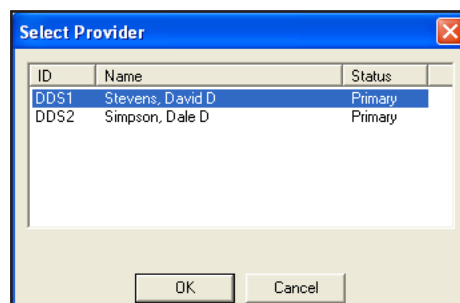 Select Provider
ID Name Status
DDS1 Stevens, David D Primary
DDS2 Simpson, Dale D Primary
OK Cancel